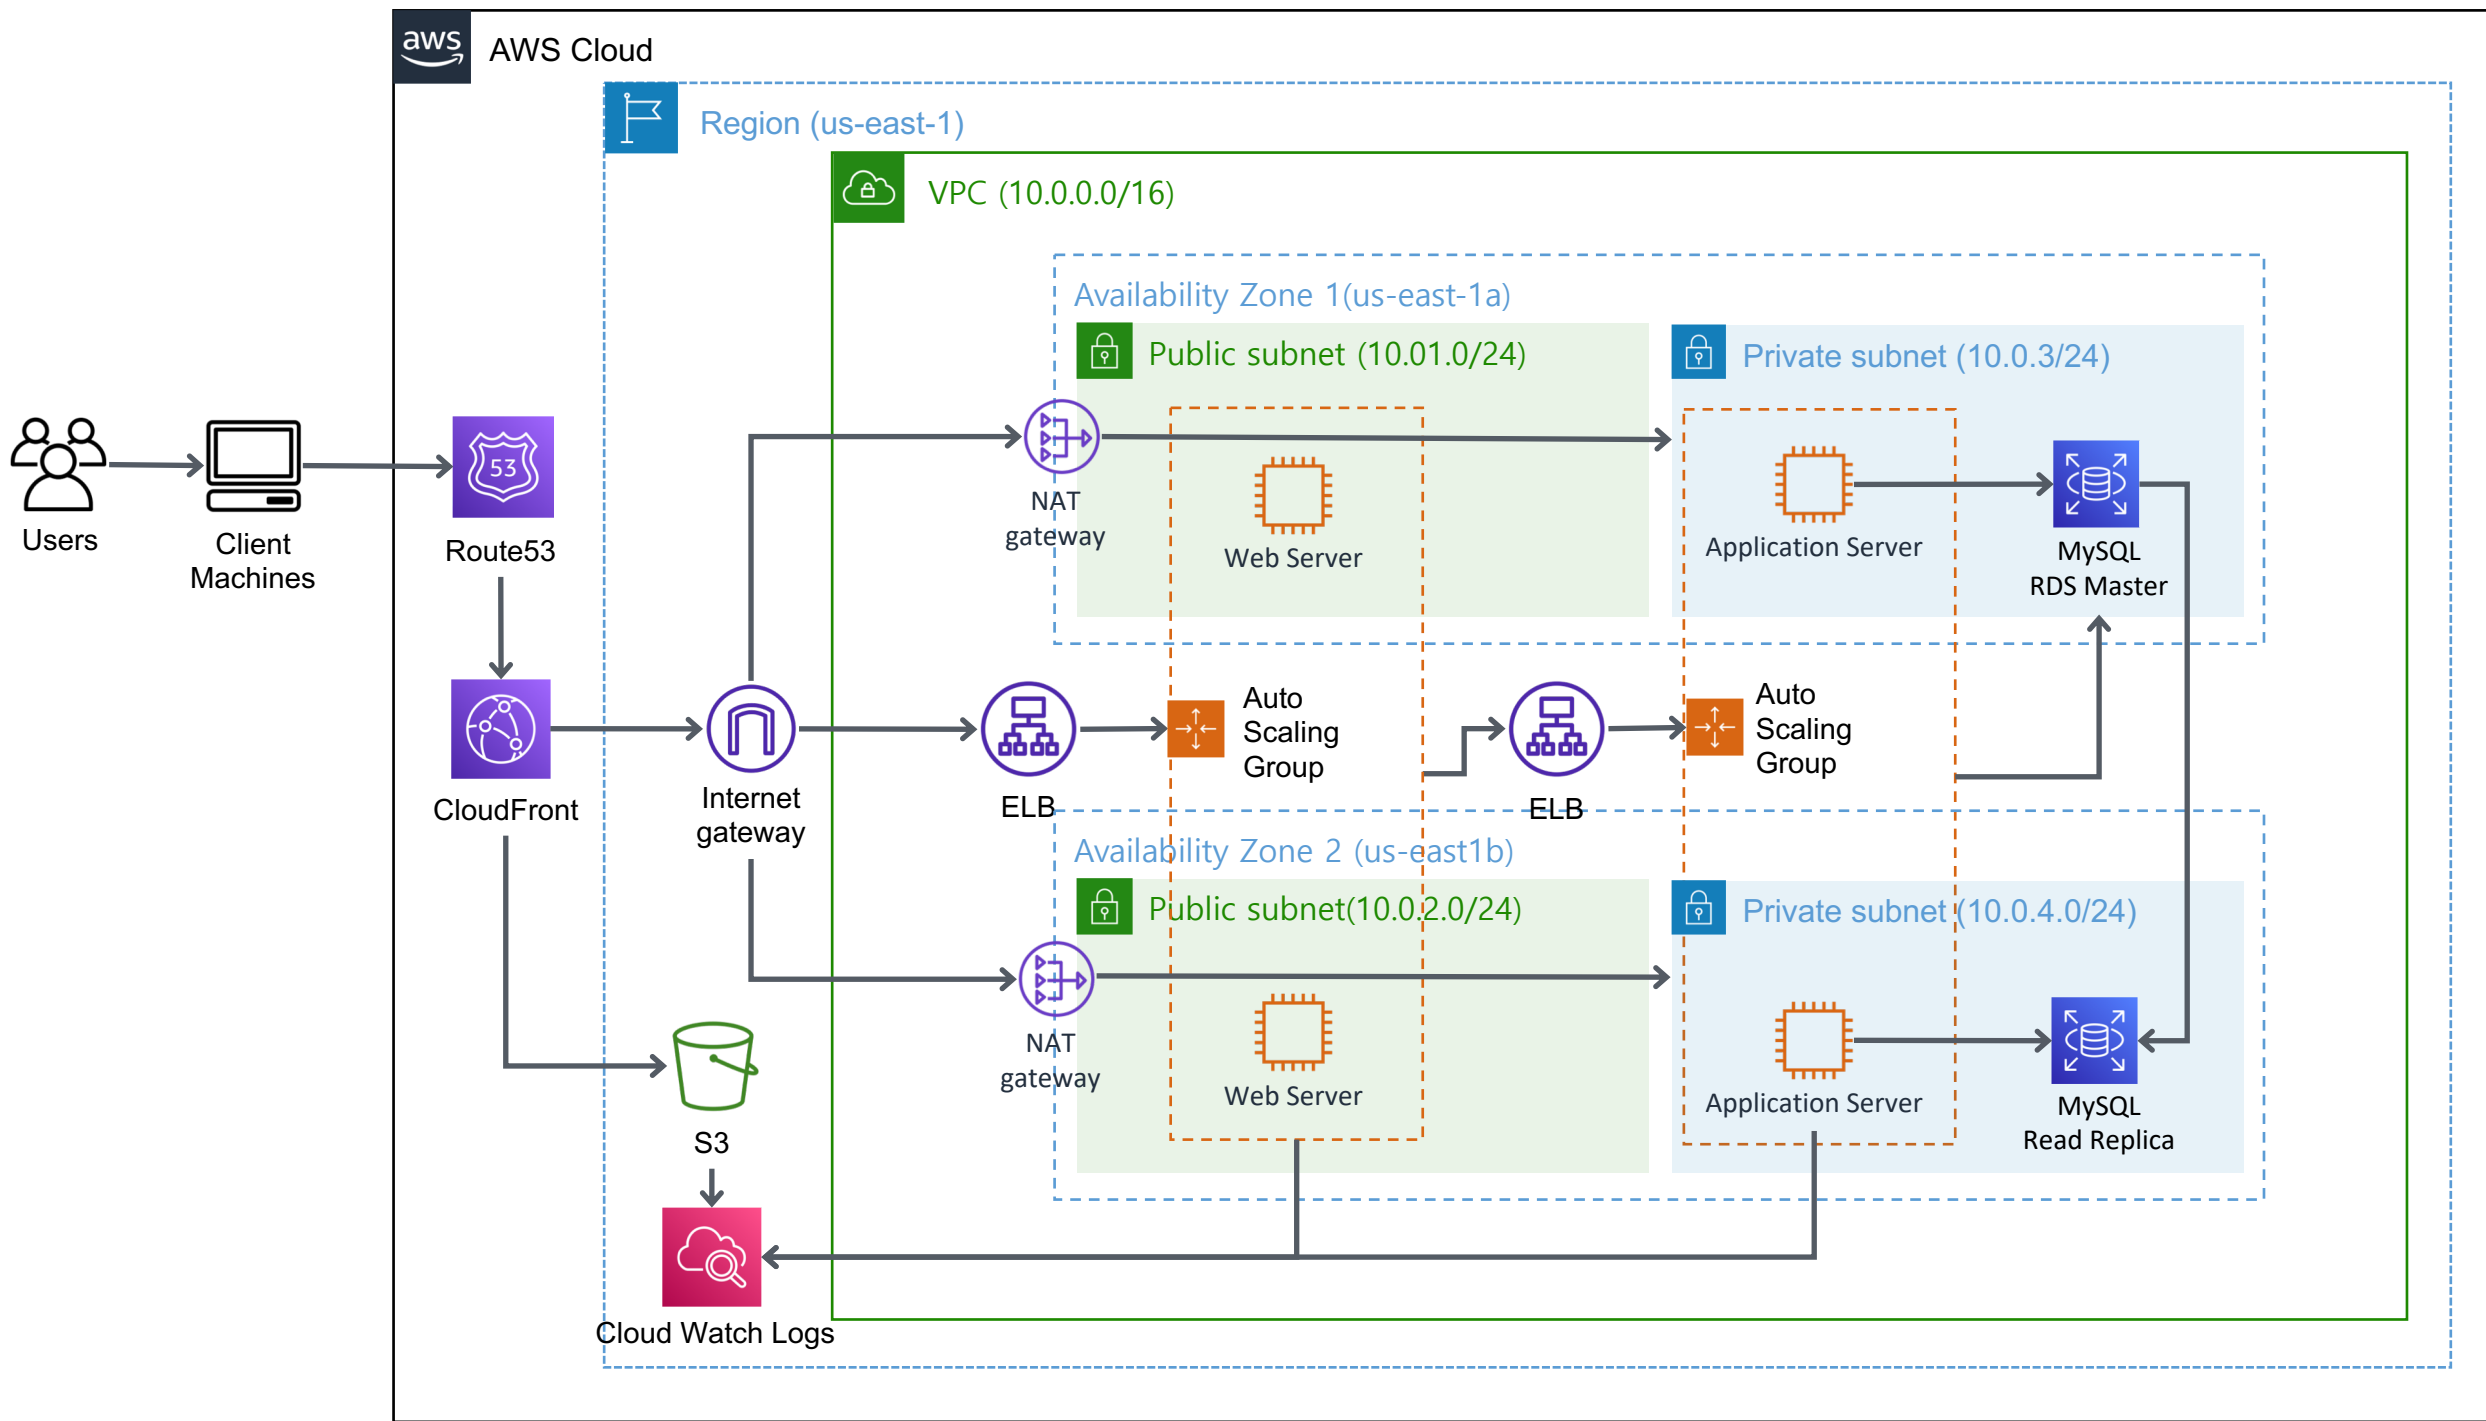 aws
AWS Cloud
Region (us-east-1)
VPC (10.0.0.0/16)
Availability Zone 1(us-east-1a)
Public subnet (10.01.0/24)
Private subnet (10.0.3/24)
Users
Client
Machines
53
Route53
NAT
gateway
Web Server
Application Server
MySQL
RDS Master
CloudFront
Internet
gateway
ELB
Auto
Scaling
Group
ELB
Auto
Scaling
Group
Availability Zone 2 (us-east1b)
Public subnet(10.0.2.0/24)
Private subnet (10.0.4.0/24)
NAT
gateway
Web Server
Application Server
MySQL
Read Replica
S3
Cloud Watch Logs